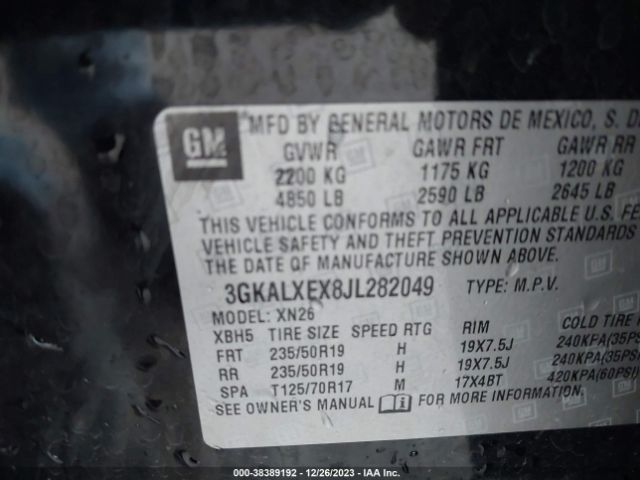 GM
MFD BY GENERAL MOTORS DE MEXICO, S. DE
GVWR GAWR FRT GAWR RR
2200 KG 1175 KG 1200 KG
4850 LB 2590 LB 2645 LB
THIS VEHICLE CONFORMS TO ALL APPLICABLE U.S. FE
VEHICLE SAFETY AND THEFT PREVENTION STANDARDS
THE DATE OF MANUFACTURE SHOWN ABOVE.
3GKALXEX8JL282049 TYPE: M.P.V.
MODEL: XN26
XBH5 TIRE SIZE SPEED RTG RIM COLD TIRE
FRT 235/50R19 H 19X7.5J 240KPA(35PS
RR 235/50R19 H 19X7.5J 240KPA(35PS
SPA T125/70R17 M 17X4BT 420KPA(60PSI)
SEE OWNER'S MANUAL FOR MORE INFORMATION.
000-38389192 - 12/26/2023 - IAA Inc.